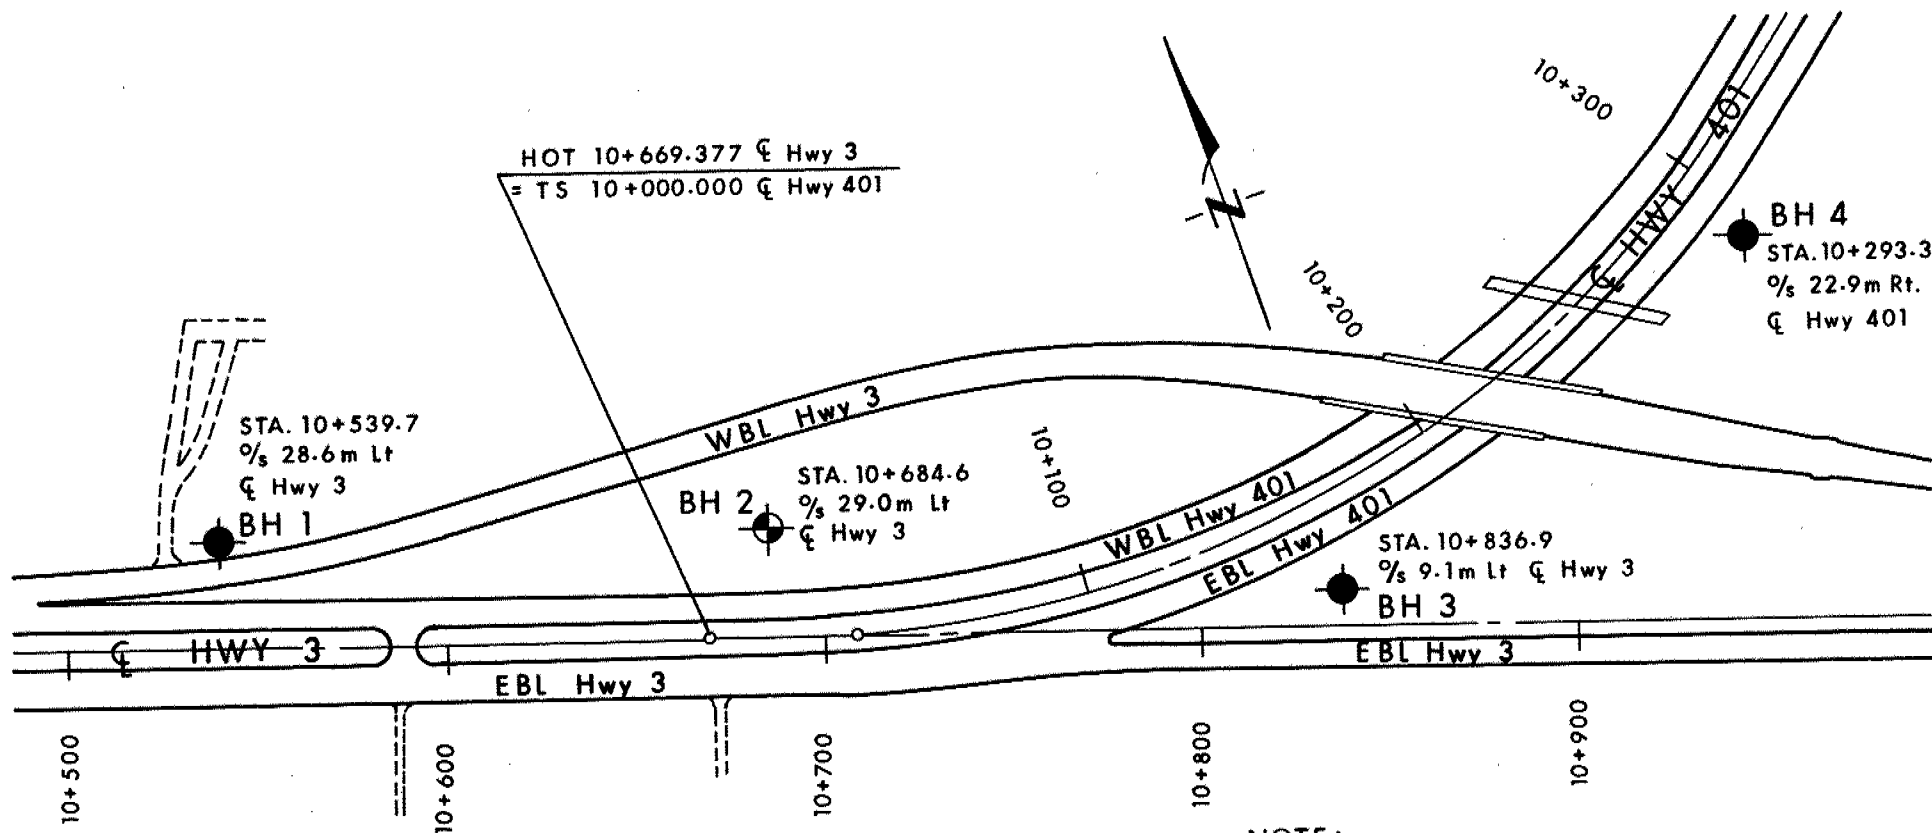 HOT 10+669.377 ℄ Hwy 3
= TS 10+000.000 ℄ Hwy 401
N
10+300
10+200
10+100
℄ HWY 401
BH 4
STA. 10+293.3
o/s 22.9m Rt.
℄ Hwy 401
STA. 10+539.7
o/s 28.6m Lt
℄ Hwy 3
BH 1
WBL Hwy 3
BH 2
STA. 10+684.6
o/s 29.0m Lt
℄ Hwy 3
WBL Hwy 401
EBL Hwy 401
STA. 10+836.9
o/s 9.1m Lt ℄ Hwy 3
BH 3
℄ HWY 3
EBL Hwy 3
EBL Hwy 3
10+500
10+600
10+700
10+800
10+900
NOTE: